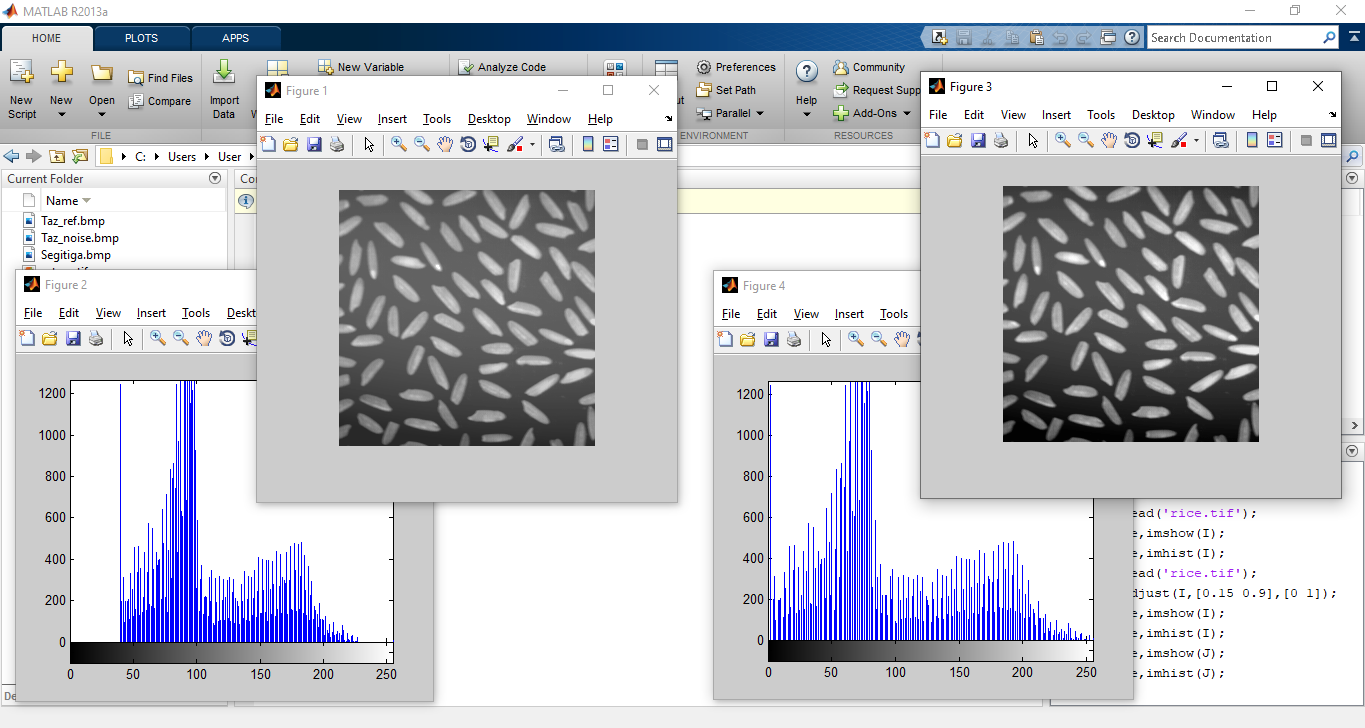 MATLAB R2013a
HOME PLOTS APPS
Search Documentation
New Script
New
Open
Find Files
Compare
Import Data
New Variable
Analyze Code
Preferences
Set Path
Parallel
Help
Community
Request Supp
Add-Ons
FILE
ENVIRONMENT
RESOURCES
C: Users User
Current Folder
Name
Taz_ref.bmp
Taz_noise.bmp
Segitiga.bmp
Co
Figure 1
File Edit View Insert Tools Desktop Window Help
Figure 3
File Edit View Insert Tools Desktop Window Help
Figure 2
File Edit View Insert Tools Deskt
1200
1000
800
600
400
200
0
0 50 100 150 200 250
Figure 4
File Edit View Insert Tools
1200
1000
800
600
400
200
0
0 50 100 150 200 250
ead('rice.tif');
e,imshow(I);
e,imhist(I);
ead('rice.tif');
djust(I,[0.15 0.9],[0 1]);
e,imshow(I);
e,imhist(I);
e,imshow(J);
e,imhist(J);
De